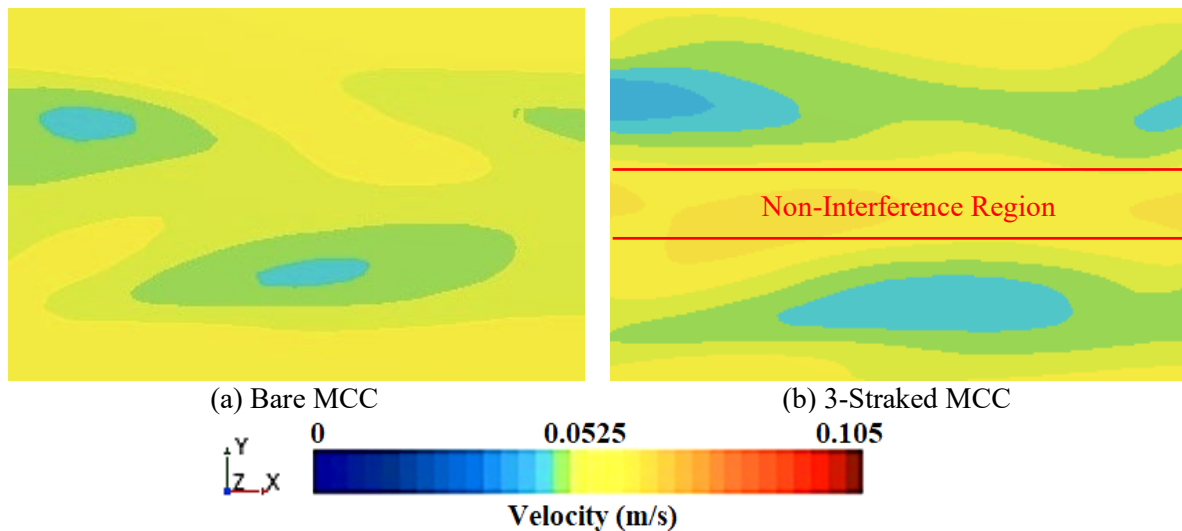 Non-Interference Region
(a) Bare MCC
(b) 3-Straked MCC
0 0.0525 0.105
Y
Z X
Velocity (m/s)